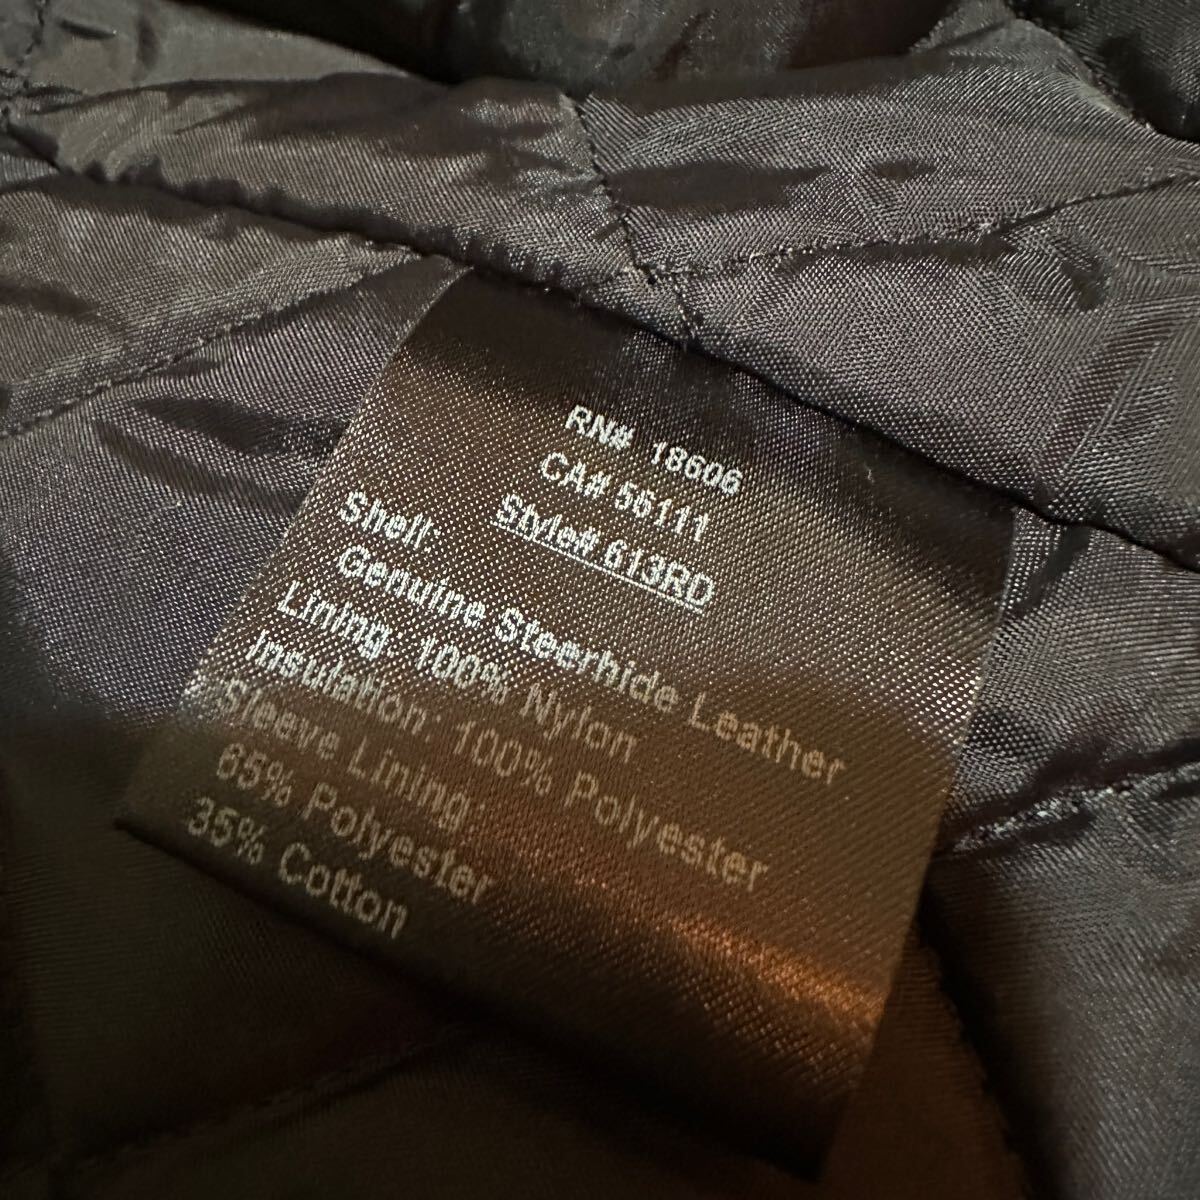 RN# 18606
CA# 56111
Style# 613RD
Shell:
Genuine Steerhide Leather
Lining: 100% Nylon
Insulation: 100% Polyester
Sleeve Lining:
65% Polyester
35% Cotton